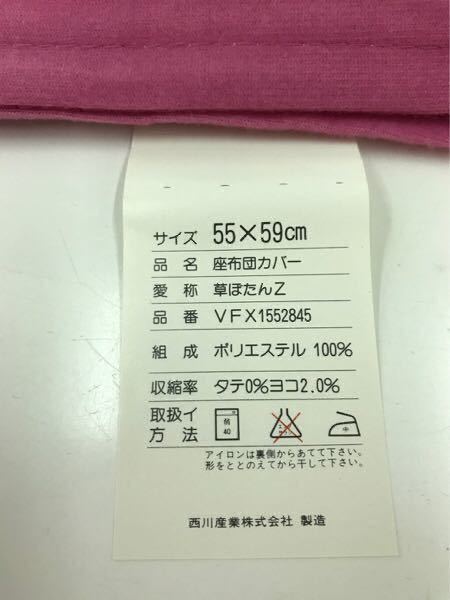 サイズ 55×59cm
品名 座布団カバー
愛称 草ぼたんZ
品番 VFX1552845
組成 ポリエステル 100%
収縮率 タテ0%ヨコ2.0%
取扱イ
方法
弱
40
中
アイロンは裏側からあてて下さい。
形をととのえてから干して下さい。
西川産業株式会社 製造